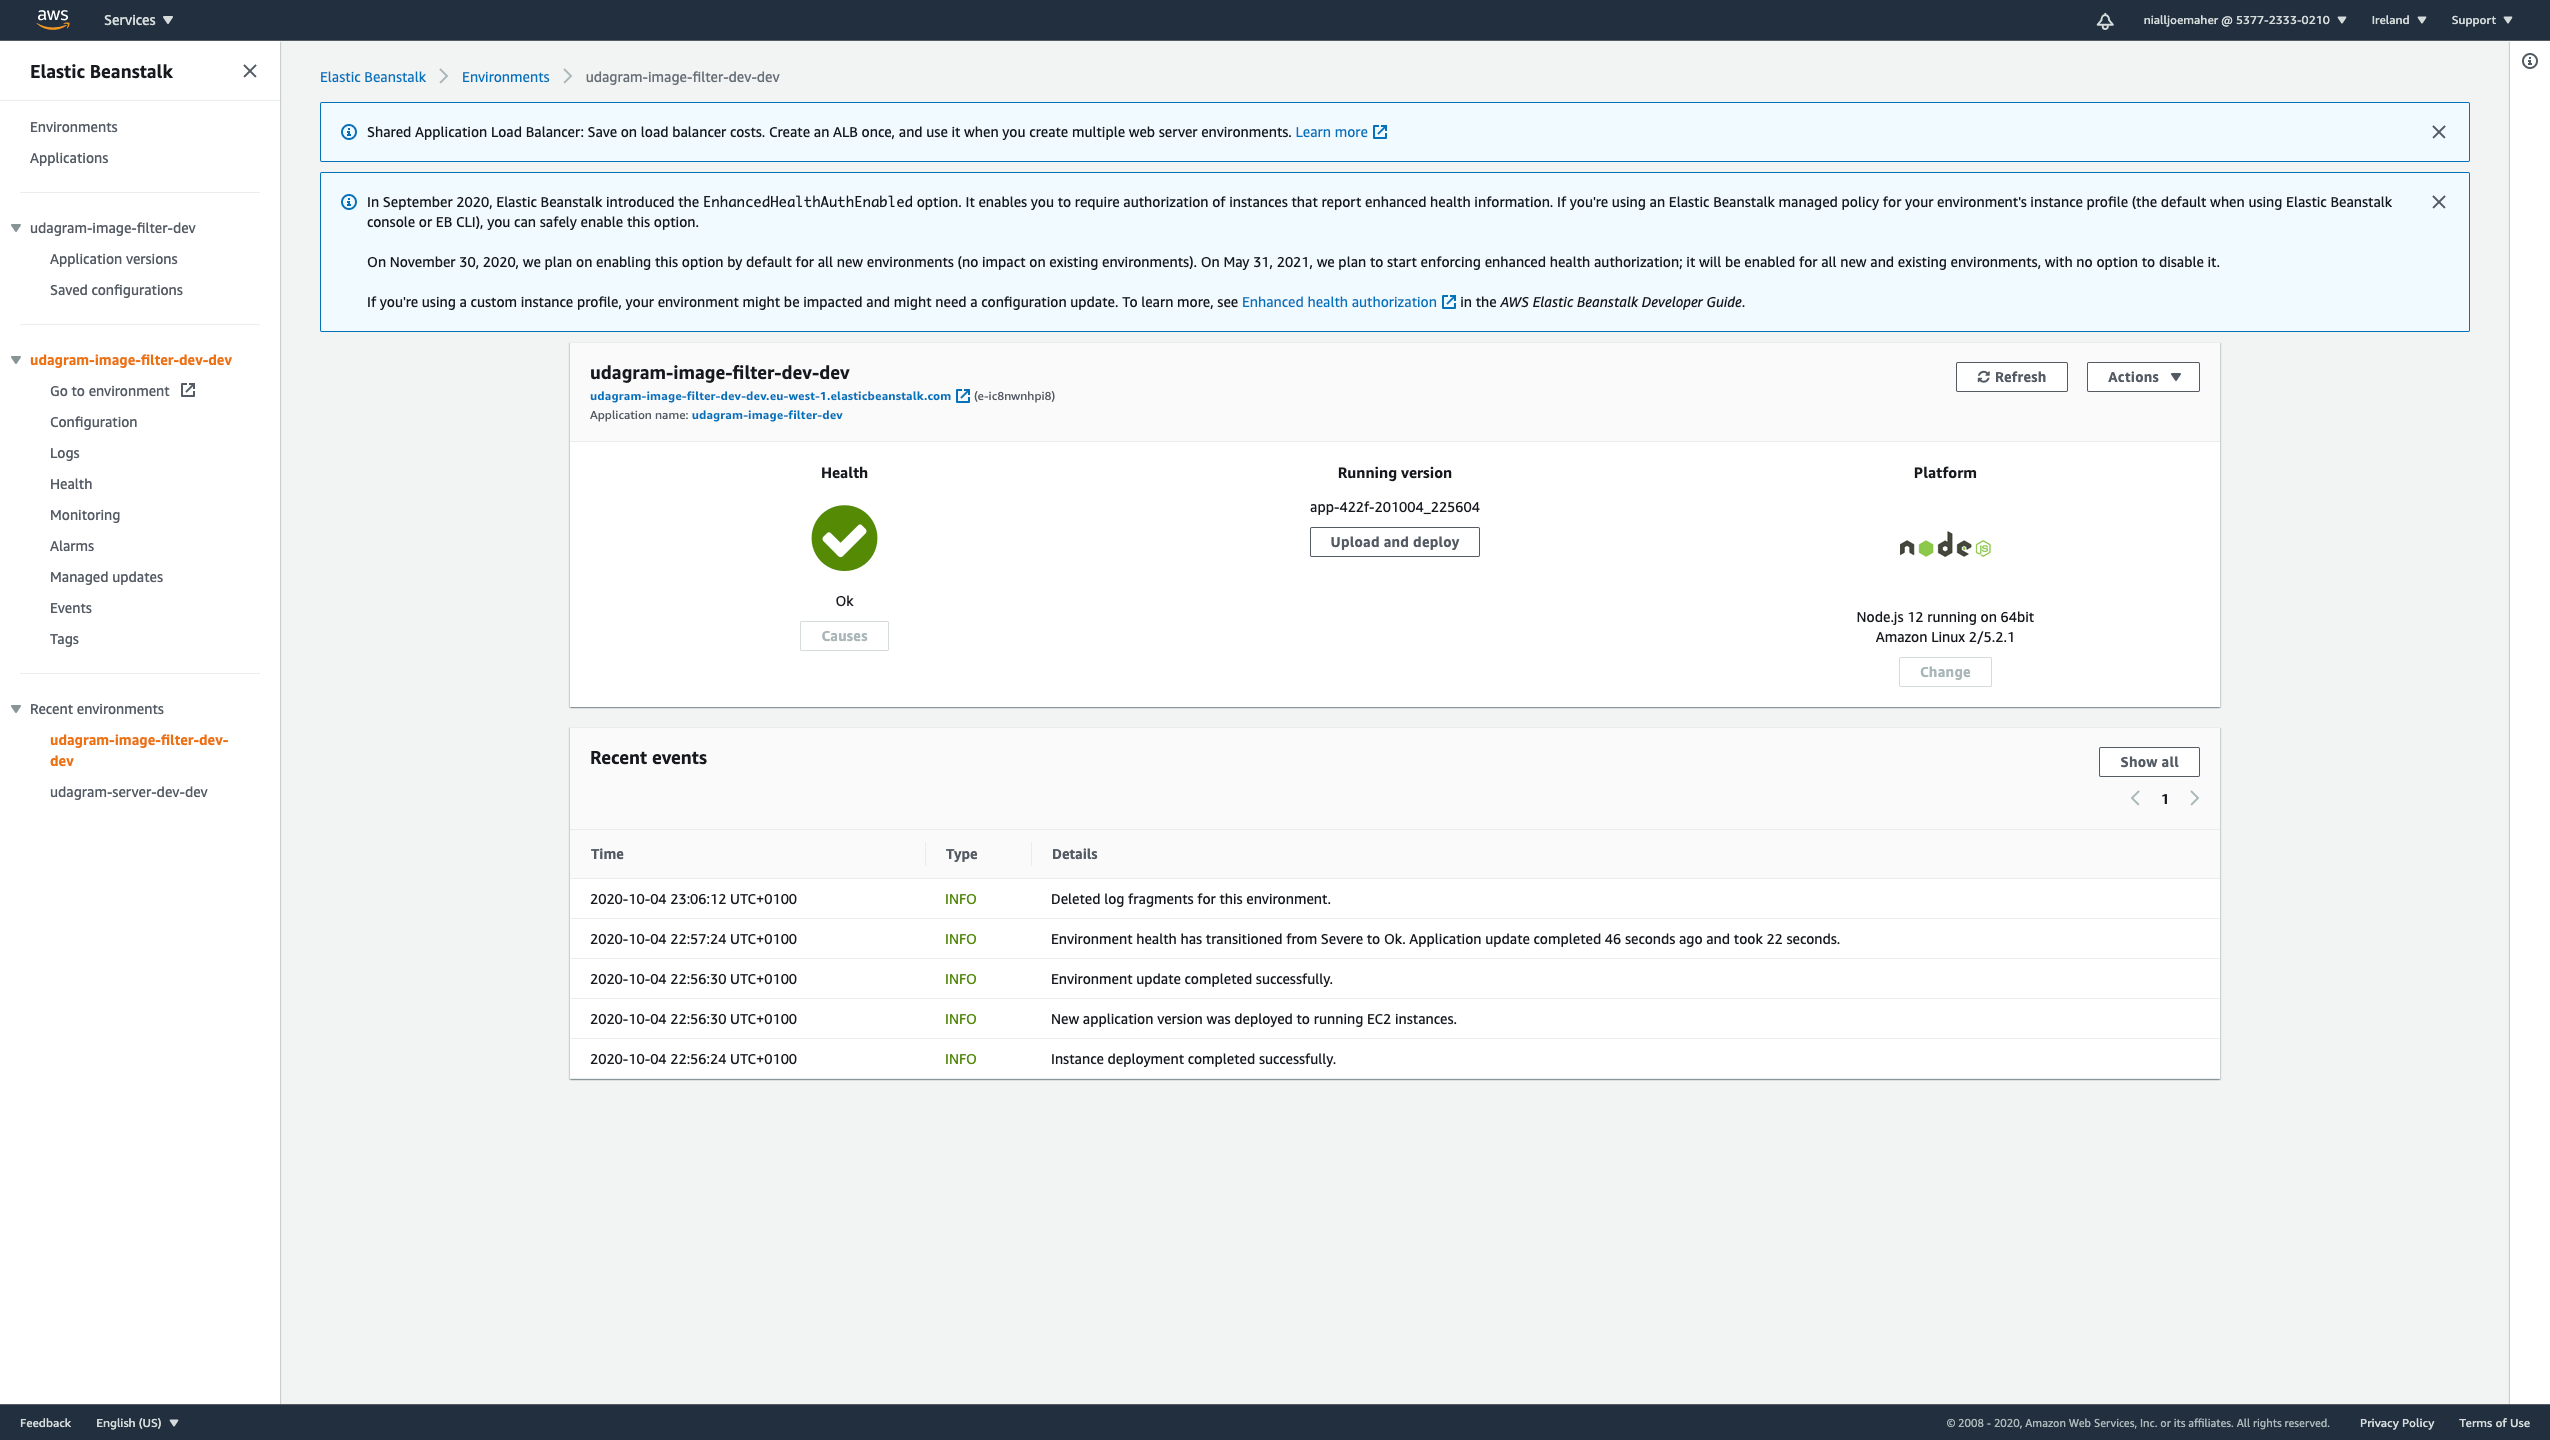 aws
Services
nialljoemaher @ 5377-2333-0210
Ireland
Support
Elastic Beanstalk
Environments
Applications
udagram-image-filter-dev
Application versions
Saved configurations
udagram-image-filter-dev-dev
Go to environment
Configuration
Logs
Health
Monitoring
Alarms
Managed updates
Events
Tags
Recent environments
udagram-image-filter-dev-
dev
udagram-server-dev-dev
Elastic Beanstalk
Environments
udagram-image-filter-dev-dev
Shared Application Load Balancer: Save on load balancer costs. Create an ALB once, and use it when you create multiple web server environments. Learn more
In September 2020, Elastic Beanstalk introduced the EnhancedHealthAuthEnabled option. It enables you to require authorization of instances that report enhanced health information. If you're using an Elastic Beanstalk managed policy for your environment's instance profile (the default when using Elastic Beanstalk
console or EB CLI), you can safely enable this option.
On November 30, 2020, we plan on enabling this option by default for all new environments (no impact on existing environments). On May 31, 2021, we plan to start enforcing enhanced health authorization; it will be enabled for all new and existing environments, with no option to disable it.
If you're using a custom instance profile, your environment might be impacted and might need a configuration update. To learn more, see Enhanced health authorization in the AWS Elastic Beanstalk Developer Guide.
udagram-image-filter-dev-dev
udagram-image-filter-dev-dev.eu-west-1.elasticbeanstalk.com (e-ic8nwnhpi8)
Application name: udagram-image-filter-dev
Refresh
Actions
Health
Ok
Causes
Running version
app-422f-201004_225604
Upload and deploy
Platform
node JS
Node.js 12 running on 64bit
Amazon Linux 2/5.2.1
Change
Recent events
Show all
1
Time Type Details
2020-10-04 23:06:12 UTC+0100 INFO Deleted log fragments for this environment.
2020-10-04 22:57:24 UTC+0100 INFO Environment health has transitioned from Severe to Ok. Application update completed 46 seconds ago and took 22 seconds.
2020-10-04 22:56:30 UTC+0100 INFO Environment update completed successfully.
2020-10-04 22:56:30 UTC+0100 INFO New application version was deployed to running EC2 instances.
2020-10-04 22:56:24 UTC+0100 INFO Instance deployment completed successfully.
Feedback
English (US)
© 2008 - 2020, Amazon Web Services, Inc. or its affiliates. All rights reserved.
Privacy Policy
Terms of Use